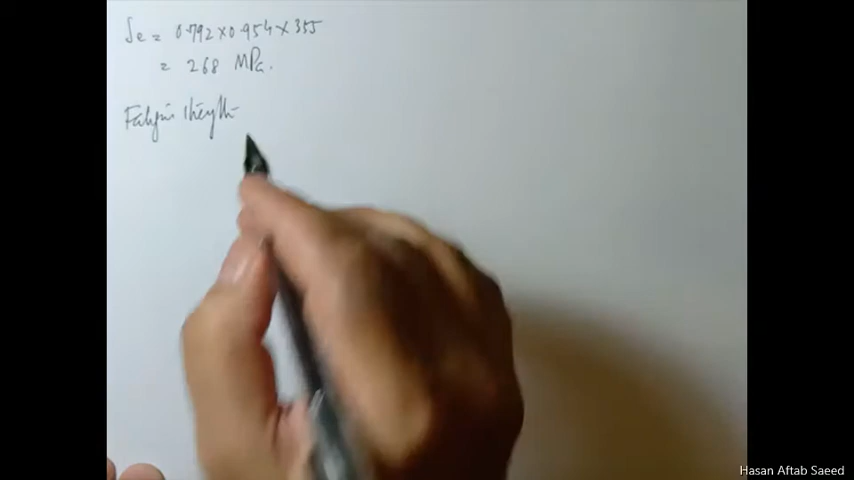 Se = 0.792×0.954×355
= 268 MPa.
Fatigue Strength
Hasan Aftab Saeed